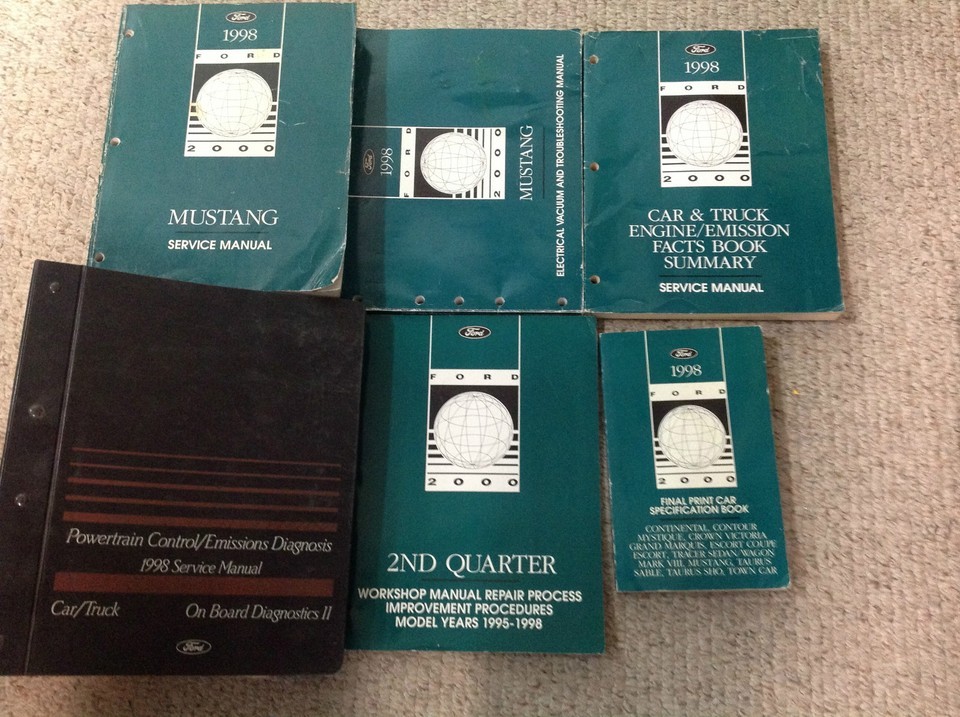 Ford
1998
FORD
2000
MUSTANG
SERVICE MANUAL
Ford
1998
FORD
2000
MUSTANG
ELECTRICAL VACUUM AND TROUBLESHOOTING MANUAL
Ford
1998
FORD
2000
CAR & TRUCK
ENGINE/EMISSION
FACTS BOOK
SUMMARY
SERVICE MANUAL
Powertrain Control/Emissions Diagnosis
1998 Service Manual
Car/Truck On Board Diagnostics II
Ford
Ford
FORD
2000
2ND QUARTER
WORKSHOP MANUAL REPAIR PROCESS
IMPROVEMENT PROCEDURES
MODEL YEARS 1995-1998
Ford
1998
FORD
2000
FINAL PRINT CAR
SPECIFICATION BOOK
CONTINENTAL, CONTOUR
MYSTIQUE, CROWN VICTORIA
GRAND MARQUIS, ESCORT COUPE
ESCORT, TRACER SEDAN/WAGON
MARK VIII, MUSTANG, TAURUS
SABLE, TAURUS SHO, TOWN CAR